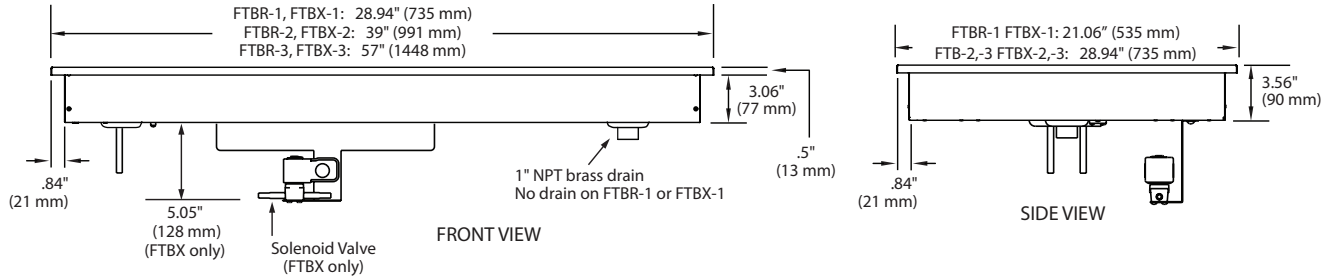 FTBR-1, FTBX-1: 28.94" (735 mm)
FTBR-2, FTBX-2: 39" (991 mm)
FTBR-3, FTBX-3: 57" (1448 mm)
3.06"
(77 mm)
.5"
(13 mm)
.84"
(21 mm)
5.05"
(128 mm)
(FTBX only)
Solenoid Valve
(FTBX only)
1" NPT brass drain
No drain on FTBR-1 or FTBX-1
FRONT VIEW
FTBR-1 FTBX-1: 21.06” (535 mm)
FTB-2,-3 FTBX-2,-3: 28.94" (735 mm)
3.56"
(90 mm)
.84"
(21 mm)
SIDE VIEW